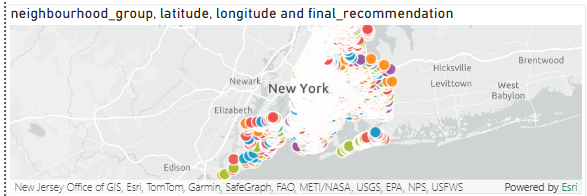 neighbourhood_group, latitude, longitude and final_recommendation
Newark
New York
Hicksville
Brentwood
Levittown
West
Babylon
Elizabeth
Edison
New Jersey Office of GIS, Esri, TomTom, Garmin, SafeGraph, FAO, METI/NASA, USGS, EPA, NPS, USFWS
Powered by Esri